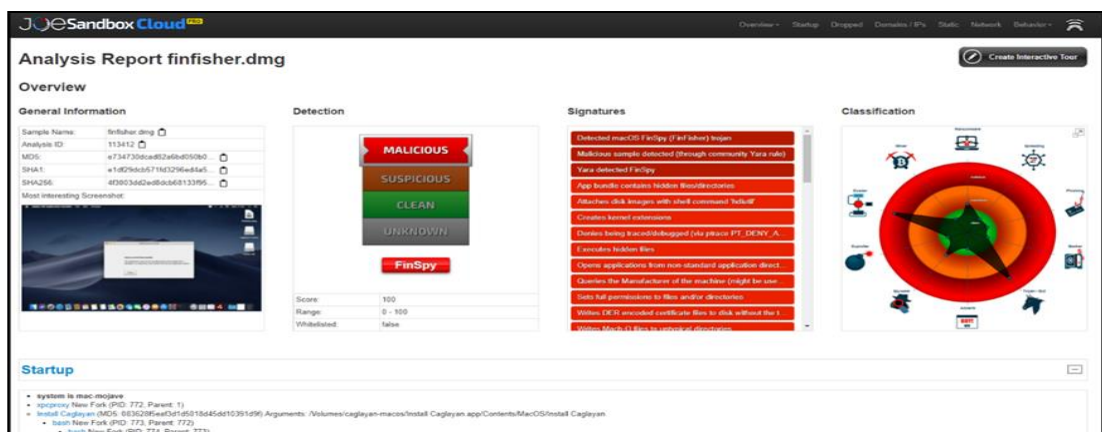 JOeSandbox Cloud PRO
Overview Startup Dropped Domains / IPs Static Network Behavior
Analysis Report finfisher.dmg
Create Interactive Tour
Overview
General Information
Sample Name: finfisher.dmg
Analysis ID: 113412
MD5:
SHA1:
SHA256:
Most interesting Screenshot:
Detection
MALICIOUS
SUSPICIOUS
CLEAN
UNKNOWN
FinSpy
Score: 100
Range: 0 - 100
Whitelisted: false
Signatures
Detected macOS FinSpy (FinFisher) trojan
Malicious sample detected (through community Yara rule)
Yara detected FinSpy
App bundle contains hidden files/directories
Attaches disk images with shell command 'hdiutil'
Creates kernel extensions
Denies being traced/debugged (via ptrace PT_DENY_A...
Executes hidden files
Opens applications from non-standard application direct...
Queries the Manufacturer of the machine (might be use...
Sets full permissions to files and/or directories
Writes DER encoded certificate files to disk without the t...
Writes Mach-O files to untypical directories
Classification
Startup
system is mac-mojave
xpcproxy New Fork (PID: 772, Parent: 1)
Install Caglayan (MD5: Arguments: /Volumes/caglayan-macos/Install Caglayan.app/Contents/MacOS/Install Caglayan
bash New Fork (PID: 773, Parent: 772)
bash New Fork (PID: 774, Parent: 773)